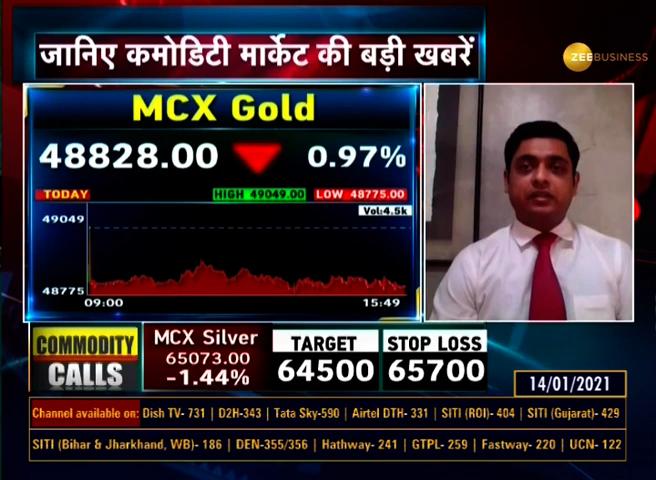 जानिए कमोडिटी मार्केट की बड़ी खबरें
ZEEBUSINESS
MCX Gold
48828.00 0.97%
TODAY HIGH 49049.00 LOW 48775.00
Vol:4.5k
49049
48775
09:00 15:49
COMMODITY CALLS
MCX Silver
65073.00
-1.44%
TARGET
64500
STOP LOSS
65700
14/01/2021
Channel available on: Dish TV- 731 | D2H-343 | Tata Sky-590 | Airtel DTH- 331 | SITI (ROI)- 404 | SITI (Gujarat)- 429
SITI (Bihar & Jharkhand, WB)- 186 | DEN-355/356 | Hathway- 241 | GTPL- 259 | Fastway- 220 | UCN- 122